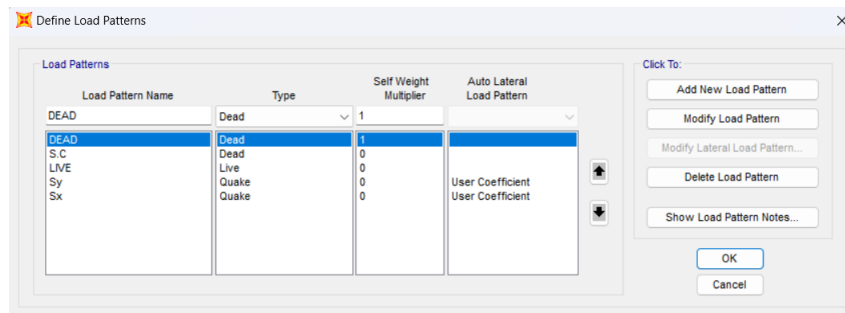 Define Load Patterns
Load Patterns
Click To:
Load Pattern Name Type Self Weight Multiplier Auto Lateral Load Pattern
DEAD Dead 1
DEAD Dead 1
S.C Dead 0
LIVE Live 0
Sy Quake 0 User Coefficient
Sx Quake 0 User Coefficient
Add New Load Pattern
Modify Load Pattern
Modify Lateral Load Pattern...
Delete Load Pattern
Show Load Pattern Notes...
OK
Cancel